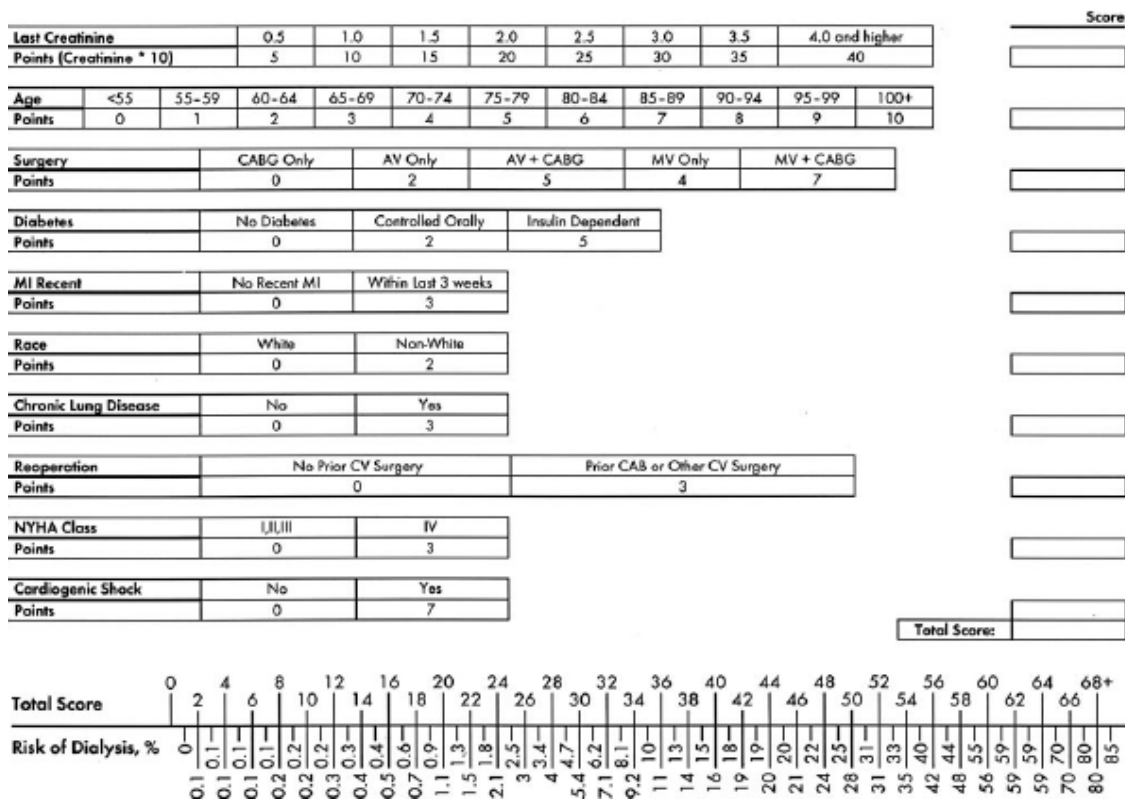 Score
Last Creatinine 0.5 1.0 1.5 2.0 2.5 3.0 3.5 4.0 and higher
Points (Creatinine * 10) 5 10 15 20 25 30 35 40
Age <55 55–59 60–64 65–69 70–74 75–79 80–84 85–89 90–94 95–99 100+
Points 0 1 2 3 4 5 6 7 8 9 10
Surgery CABG Only AV Only AV + CABG MV Only MV + CABG
Points 0 2 5 4 7
Diabetes No Diabetes Controlled Orally Insulin Dependent
Points 0 2 5
MI Recent No Recent MI Within Last 3 weeks
Points 0 3
Race White Non-White
Points 0 2
Chronic Lung Disease No Yes
Points 0 3
Reoperation No Prior CV Surgery Prior CAB or Other CV Surgery
Points 0 3
NYHA Class I,II,III IV
Points 0 3
Cardiogenic Shock No Yes
Points 0 7
Total Score:
0 4 8 12 16 20 24 28 32 36 40 44 48 52 56 60 64 68+
Total Score 2 6 10 14 18 22 26 30 34 38 42 46 50 54 58 62 66
Risk of Dialysis, % 0 0.1 0.1 0.1 0.2 0.2 0.3 0.4 0.6 0.9 1.3 1.8 2.5 3.4 4.7 6.2 8.1 10 13 15 18 19 20 22 25 31 33 40 44 55 59 59 70 80 85
0.1 0.1 0.1 0.2 0.2 0.3 0.4 0.5 0.7 1.1 1.5 2.1 3 4 5.4 7.1 9.2 11 14 16 19 20 21 24 28 31 35 42 48 56 59 59 70 80